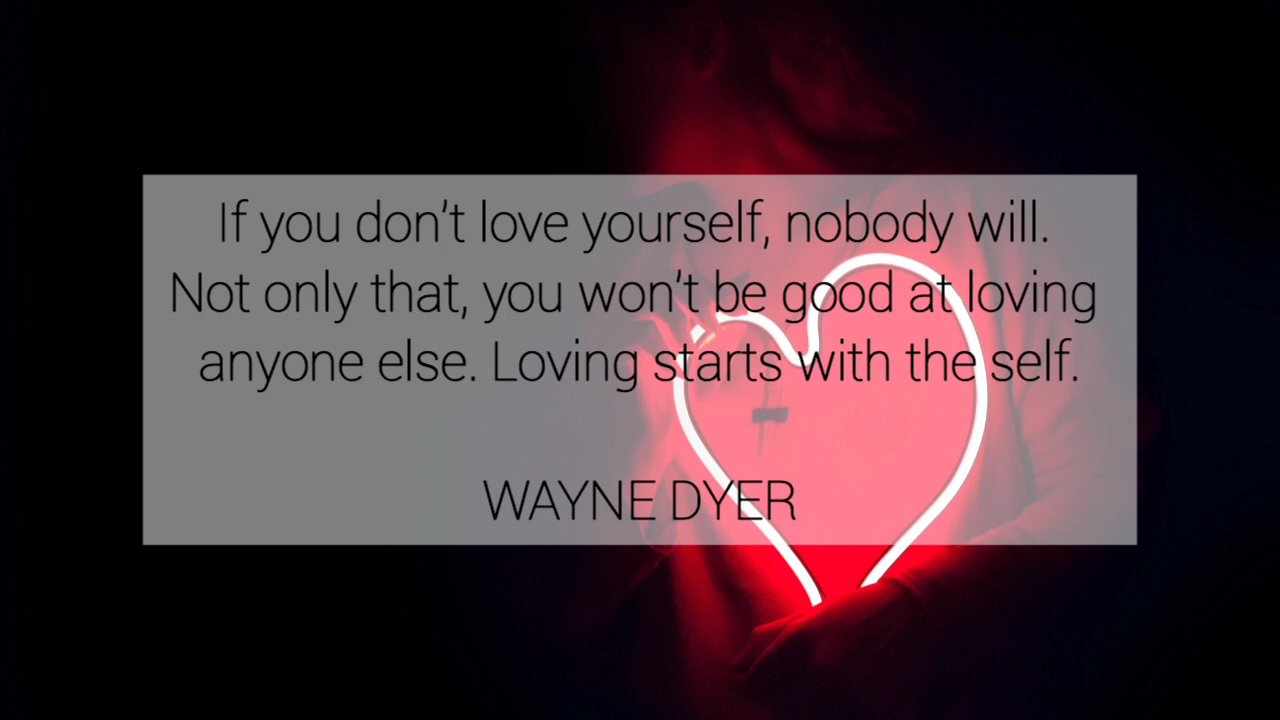 If you don’t love yourself, nobody will.
Not only that, you won’t be good at loving
anyone else. Loving starts with the self.
WAYNE DYER